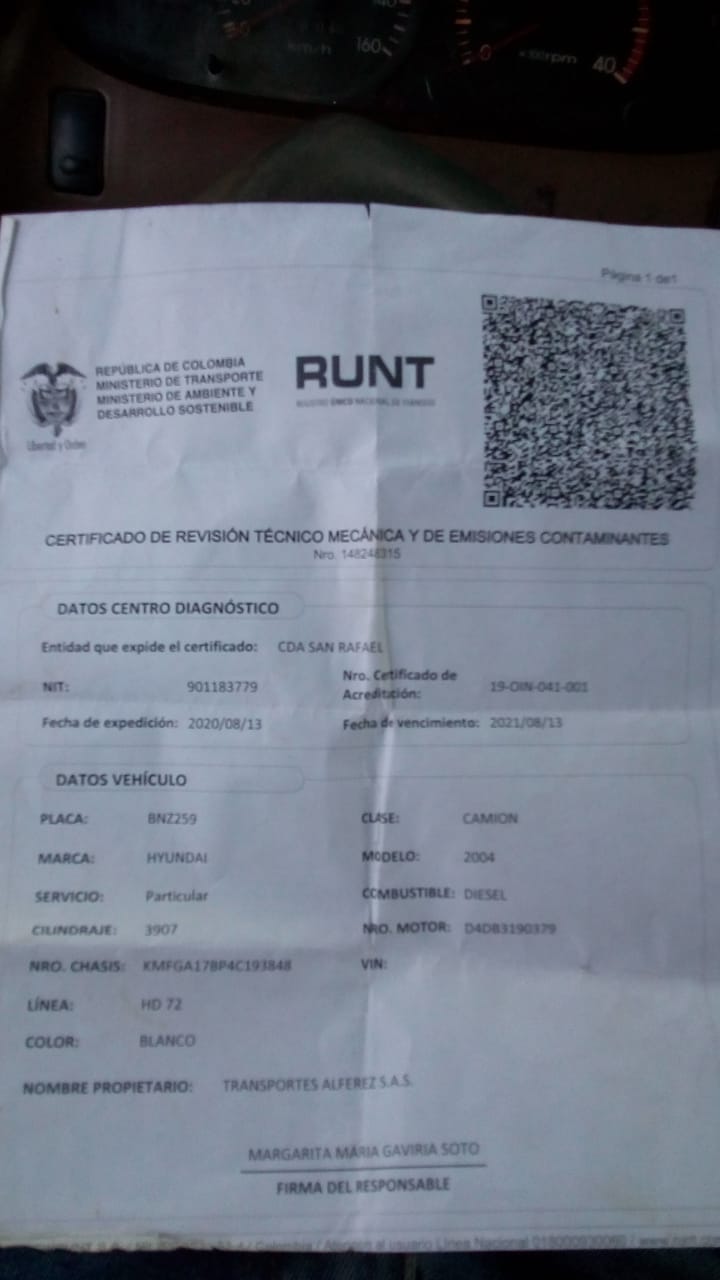 km/h 160
0 x100rpm 40
Página 1 de1
REPÚBLICA DE COLOMBIA
MINISTERIO DE TRANSPORTE
MINISTERIO DE AMBIENTE Y
DESARROLLO SOSTENIBLE
Libertad y Orden
RUNT
REGISTRO ÚNICO NACIONAL DE TRÁNSITO
CERTIFICADO DE REVISIÓN TÉCNICO MECÁNICA Y DE EMISIONES CONTAMINANTES
Nro. 148248315
DATOS CENTRO DIAGNÓSTICO
Entidad que expide el certificado: CDA SAN RAFAEL
NIT: 901183779 Nro. Cetificado de Acreditación: 19-OIN-041-001
Fecha de expedición: 2020/08/13 Fecha de vencimiento: 2021/08/13
DATOS VEHÍCULO
PLACA: BNZ259 CLASE: CAMION
MARCA: HYUNDAI MODELO: 2004
SERVICIO: Particular COMBUSTIBLE: DIESEL
CILINDRAJE: 3907 NRO. MOTOR: D4DB3190379
NRO. CHASIS: KMFGA17BP4C193848 VIN:
LÍNEA: HD 72
COLOR: BLANCO
NOMBRE PROPIETARIO: TRANSPORTES ALFEREZ S.A.S.
MARGARITA MARIA GAVIRIA SOTO
FIRMA DEL RESPONSABLE
Colombia / Atención al usuario Línea Nacional 018000930060 / www.runt